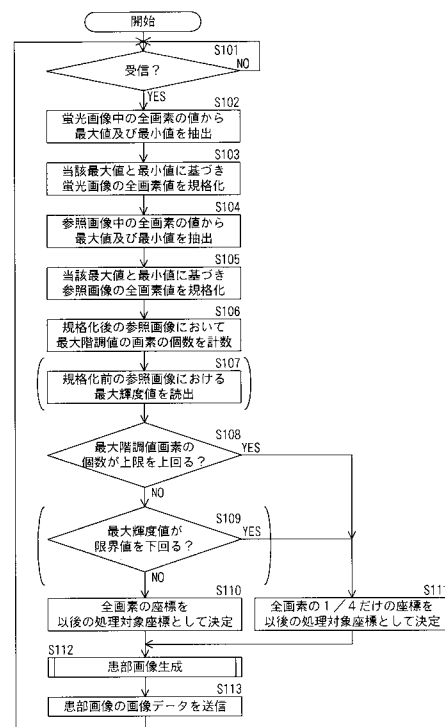 開始
S101
受信？
NO
YES
S102
蛍光画像中の全画素の値から
最大値及び最小値を抽出
S103
当該最大値と最小値に基づき
蛍光画像の全画素値を規格化
S104
参照画像中の全画素の値から
最大値及び最小値を抽出
S105
当該最大値と最小値に基づき
参照画像の全画素値を規格化
S106
規格化後の参照画像において
最大階調値の画素の個数を計数
S107
規格化前の参照画像における
最大輝度値を読出
S108
最大階調値画素の
個数が上限を上回る？
YES
NO
S109
最大輝度値が
限界値を下回る？
YES
NO
S110
全画素の座標を
以後の処理対象座標として決定
S111
全画素の１／４だけの座標を
以後の処理対象座標として決定
S112
患部画像生成
S113
患部画像の画像データを送信